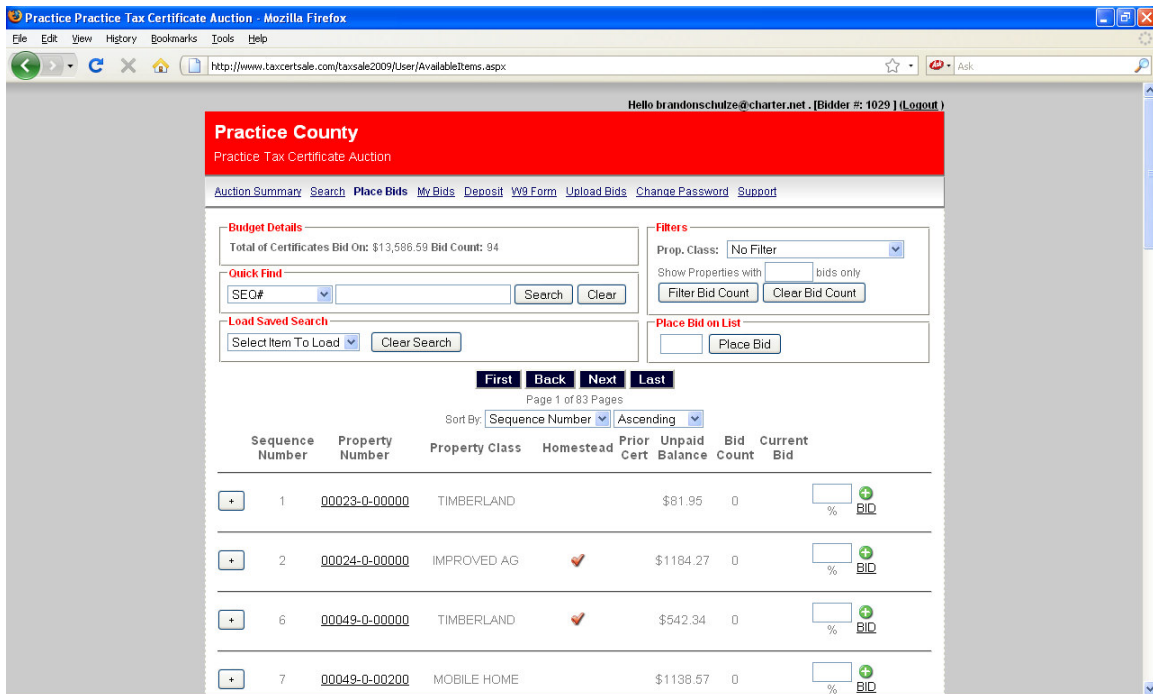 Practice Practice Tax Certificate Auction - Mozilla Firefox
File Edit View History Bookmarks Tools Help
http://www.taxcertsale.com/taxsale2009/User/AvailableItems.aspx
Ask
Hello brandonschulze@charter.net . [Bidder #: 1029 ] (Logout )
Practice County
Practice Tax Certificate Auction
Auction Summary Search Place Bids My Bids Deposit W9 Form Upload Bids Change Password Support
Budget Details
Total of Certificates Bid On: $13,586.59 Bid Count: 94
Quick Find
SEQ# Search Clear
Load Saved Search
Select Item To Load Clear Search
Filters
Prop. Class: No Filter
Show Properties with bids only
Filter Bid Count Clear Bid Count
Place Bid on List
Place Bid
First Back Next Last
Page 1 of 83 Pages
Sort By: Sequence Number Ascending
Sequence Number Property Number Property Class Homestead Prior Cert Unpaid Balance Bid Count Current Bid
+ 1 00023-0-00000 TIMBERLAND $81.95 0 % BID
+ 2 00024-0-00000 IMPROVED AG $1184.27 0 % BID
+ 6 00049-0-00000 TIMBERLAND $542.34 0 % BID
+ 7 00049-0-00200 MOBILE HOME $1138.57 0 % BID